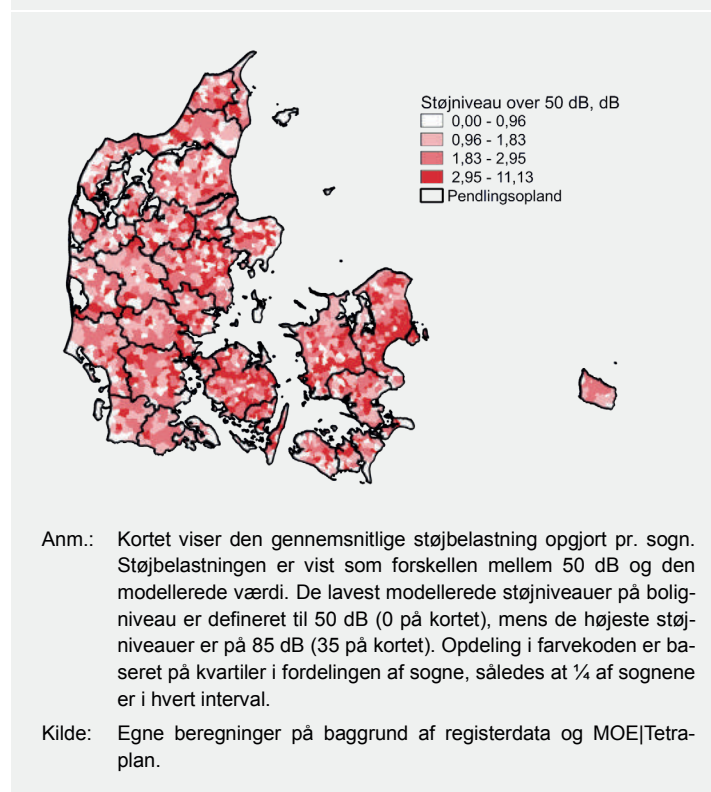 Støjniveau over 50 dB, dB
0,00 - 0,96
0,96 - 1,83
1,83 - 2,95
2,95 - 11,13
Pendlingsopland
Anm.: Kortet viser den gennemsnitlige støjbelastning opgjort pr. sogn.
Støjbelastningen er vist som forskellen mellem 50 dB og den
modellerede værdi. De lavest modellerede støjniveauer på bolig-
niveau er defineret til 50 dB (0 på kortet), mens de højeste støj-
niveauer er på 85 dB (35 på kortet). Opdeling i farvekoden er ba-
seret på kvartiler i fordelingen af sogne, således at ¼ af sognene
er i hvert interval.
Kilde: Egne beregninger på baggrund af registerdata og MOE|Tetra-
plan.